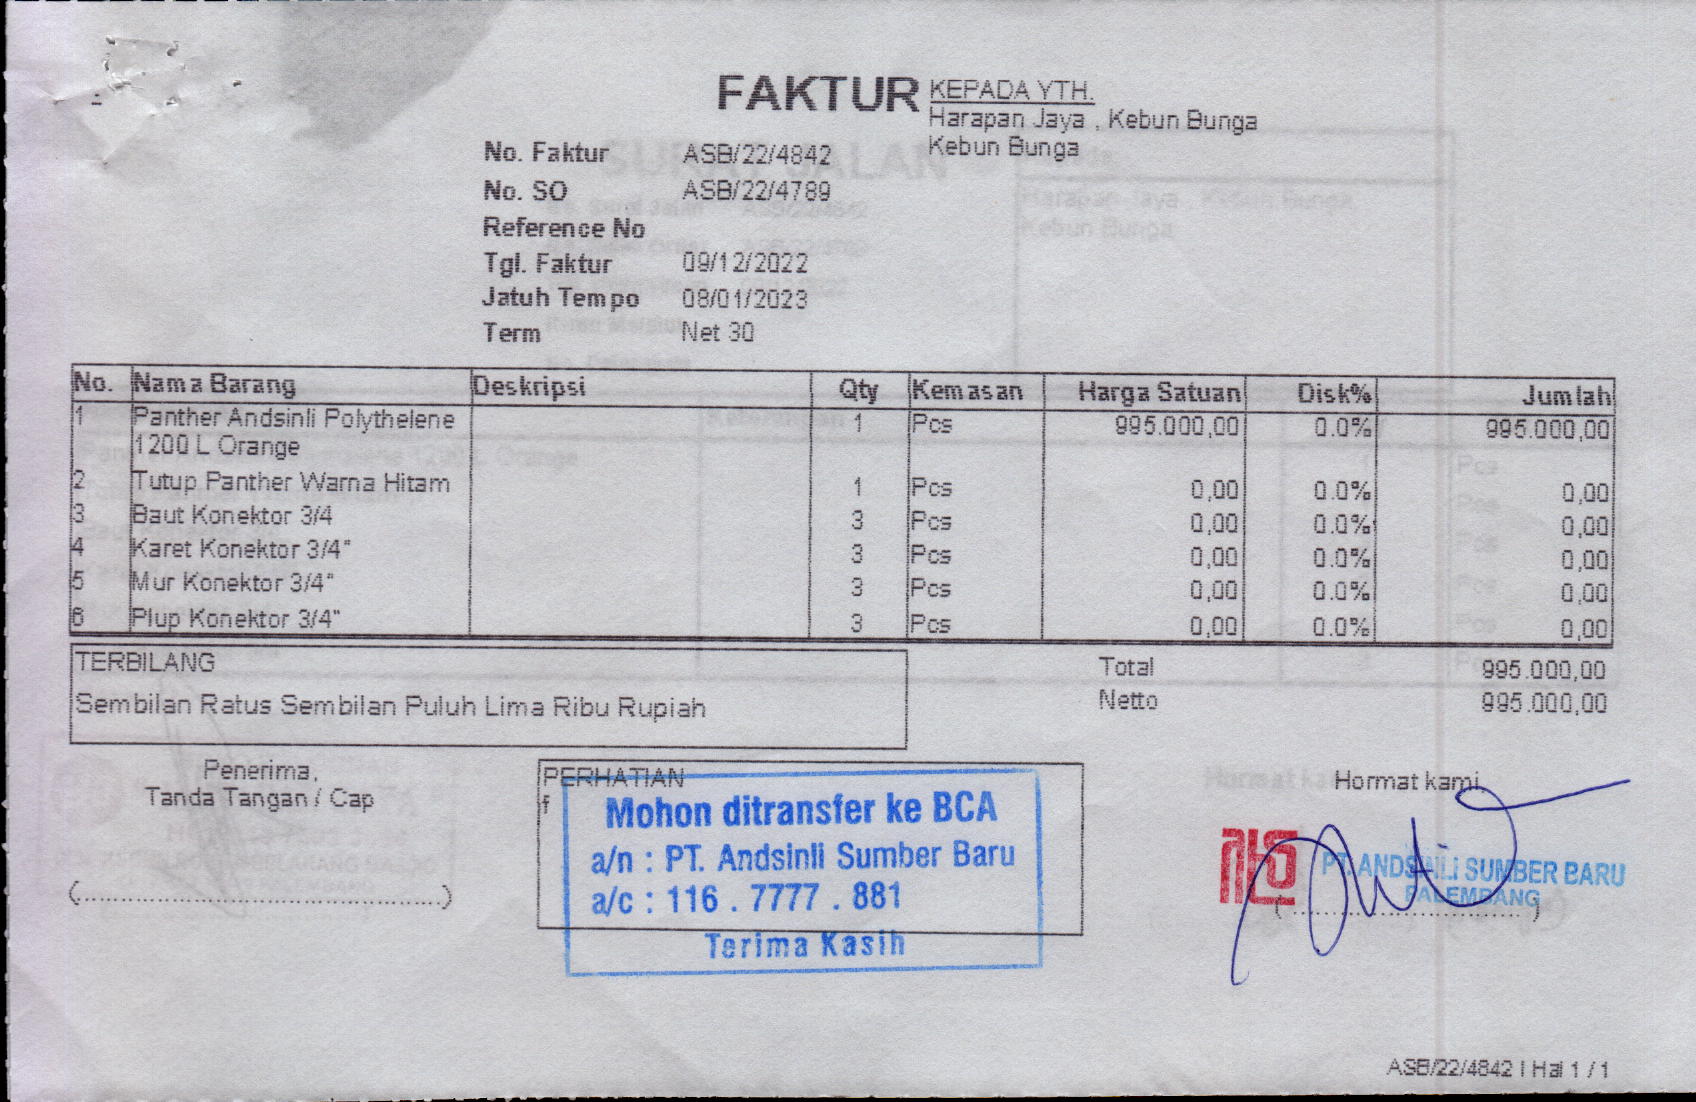 FAKTUR
KEPADA YTH.
Harapan Jaya , Kebun Bunga
Kebun Bunga
No. Faktur ASB/22/4842
No. SO ASB/22/4789
Reference No
Tgl. Faktur 09/12/2022
Jatuh Tempo 08/01/2023
Term Net 30
No. Nama Barang Deskripsi Qty Kemasan Harga Satuan Disk% Jumlah
1 Panther Andsinli Polythelene 1 Pcs 995.000,00 0.0% 995.000,00
1200 L Orange
2 Tutup Panther Warna Hitam 1 Pcs 0,00 0.0% 0,00
3 Baut Konektor 3/4 3 Pcs 0,00 0.0% 0,00
4 Karet Konektor 3/4" 3 Pcs 0,00 0.0% 0,00
5 Mur Konektor 3/4" 3 Pcs 0,00 0.0% 0,00
6 Plup Konektor 3/4" 3 Pcs 0,00 0.0% 0,00
TERBILANG
Sembilan Ratus Sembilan Puluh Lima Ribu Rupiah
Total 995.000,00
Netto 995.000,00
Penerima,
Tanda Tangan / Cap
(..........................................)
PERHATIAN
f
Mohon ditransfer ke BCA
a/n : PT. Andsinli Sumber Baru
a/c : 116 . 7777 . 881
Terima Kasih
Hormat kami,
PT. ANDSINLI SUMBER BARU
PALEMBANG
ASB/22/4842 | Hal 1 / 1